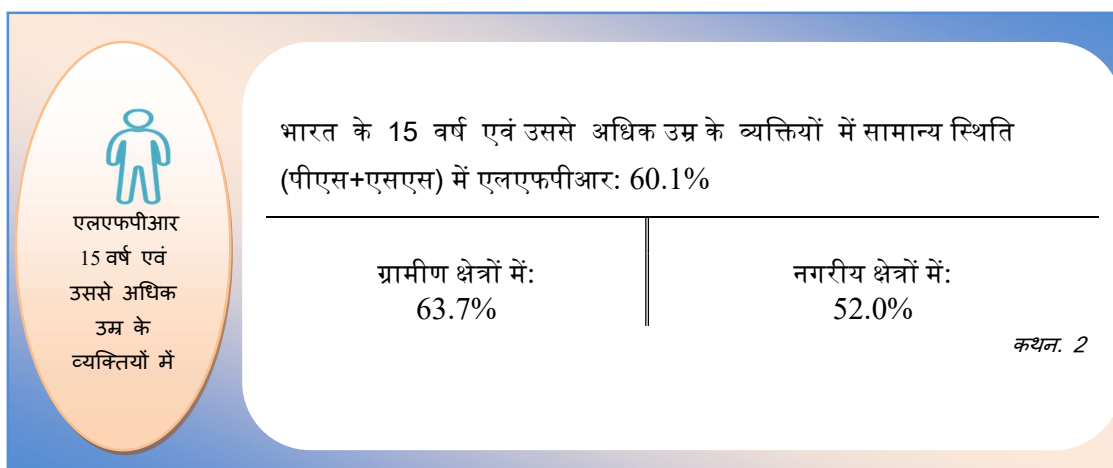 एलएफपीआर
15 वर्ष एवं
उससे अधिक
उम्र के
व्यक्तियों में
भारत के 15 वर्ष एवं उससे अधिक उम्र के व्यक्तियों में सामान्य स्थिति
(पीएस+एसएस) में एलएफपीआर: 60.1%
ग्रामीण क्षेत्रों में:
63.7%
नगरीय क्षेत्रों में:
52.0%
कथन. 2